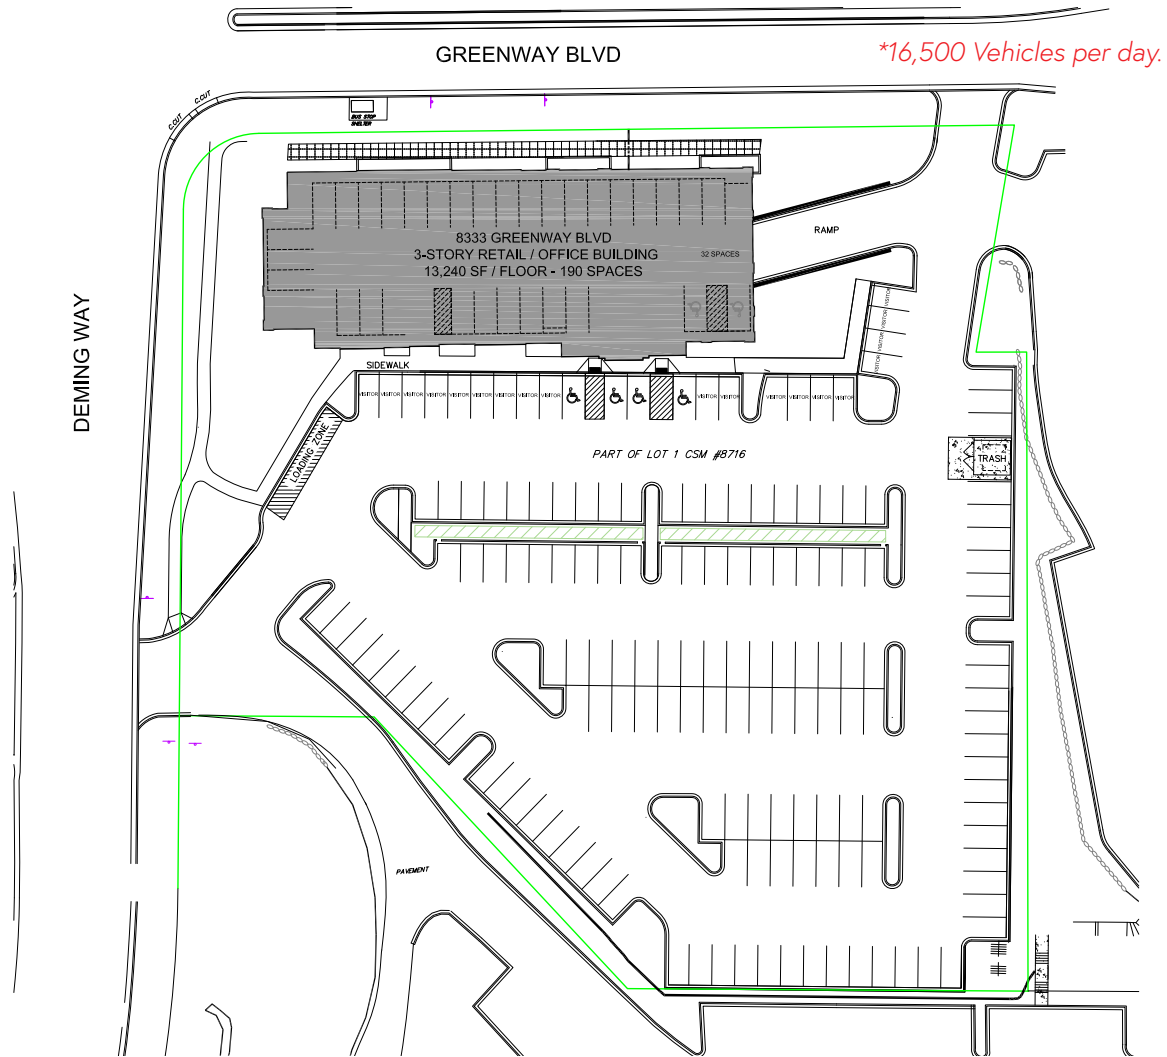 GREENWAY BLVD
*16,500 Vehicles per day.
C.CUT
C.CUT
BUS STOP
SHELTER
8333 GREENWAY BLVD
3-STORY RETAIL / OFFICE BUILDING
13,240 SF / FLOOR - 190 SPACES
32 SPACES
RAMP
DEMING WAY
VISITOR
VISITOR
VISITOR
VISITOR
SIDEWALK
VISITOR VISITOR VISITOR VISITOR VISITOR VISITOR VISITOR VISITOR VISITOR VISITOR VISITOR VISITOR VISITOR VISITOR VISITOR
LOADING ZONE
PART OF LOT 1 CSM #8716
TRASH
PAVEMENT